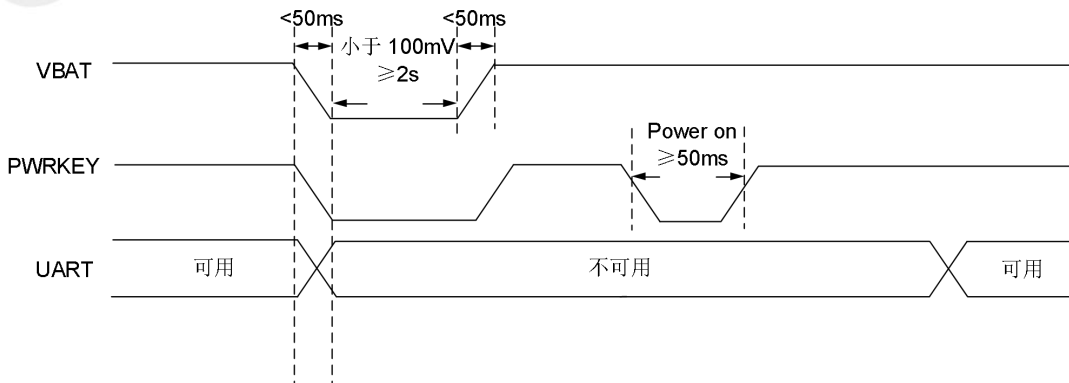 <50ms
<50ms
小于 100mV
≥2s
VBAT
Power on
≥50ms
PWRKEY
UART
可用
不可用
可用